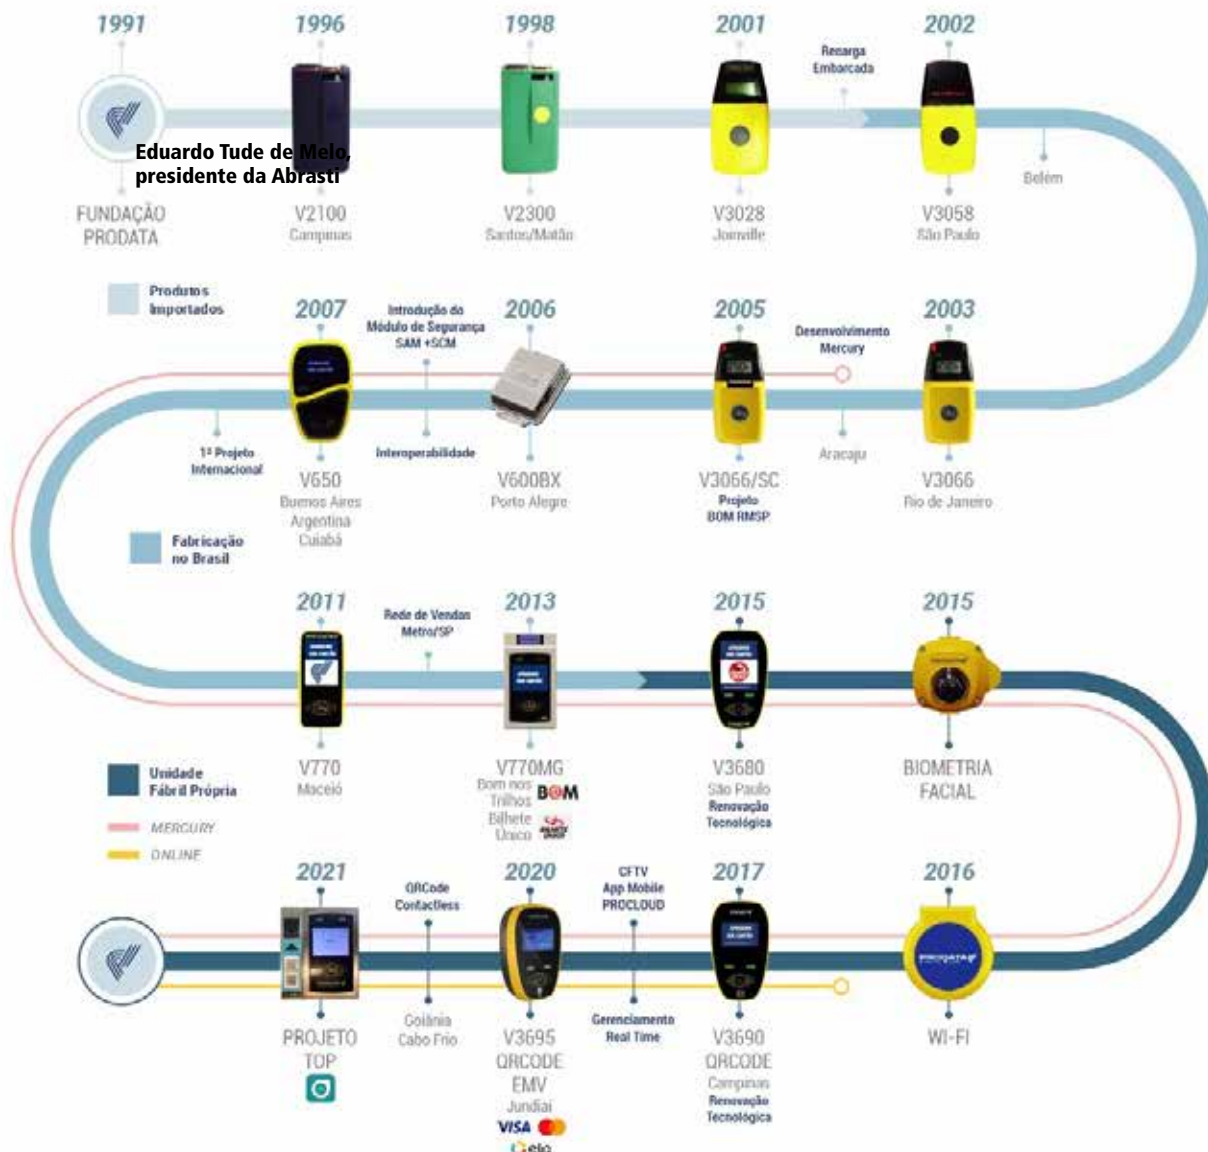 1991
1996
1998
2001
2002
Recarga
Embarcada
Eduardo Tude de Melo,
presidente da Abrasti
Belém
FUNDAÇÃO
PRODATA
V2100
Campinas
V2300
Santos/Matão
V3028
Joinville
V3058
São Paulo
Produtos
Importados
2007
Introdução do
Módulo de Segurança
SAM +SCM
2006
2005
Desenvolvimento
Mercury
2003
1º Projeto
Internacional
Interoperabilidade
Aracaju
V650
Buenos Aires
Argentina
Cuiabá
V600BX
Porto Alegre
V3066/SC
Projeto
BOM RMSP
V3066
Rio de Janeiro
Fabricação
no Brasil
2011
Rede de Vendas
Metro/SP
2013
2015
2015
V770
Maceió
V770MG
Bom nos
Trilhos
BOM
Bilhete
Único
V3680
São Paulo
Renovação
Tecnológica
BIOMETRIA
FACIAL
Unidade
Fábril Própria
MERCURY
ONLINE
2021
QRCode
Contactless
2020
CFTV
App Mobile
PROCLOUD
2017
2016
PRODATA
PROJETO
TOP
Goiânia
Cabo Frio
V3695
QRCODE
EMV
Jundiaí
VISA
elo
Gerenciamento
Real Time
V3690
QRCODE
Campinas
Renovação
Tecnológica
WI-FI